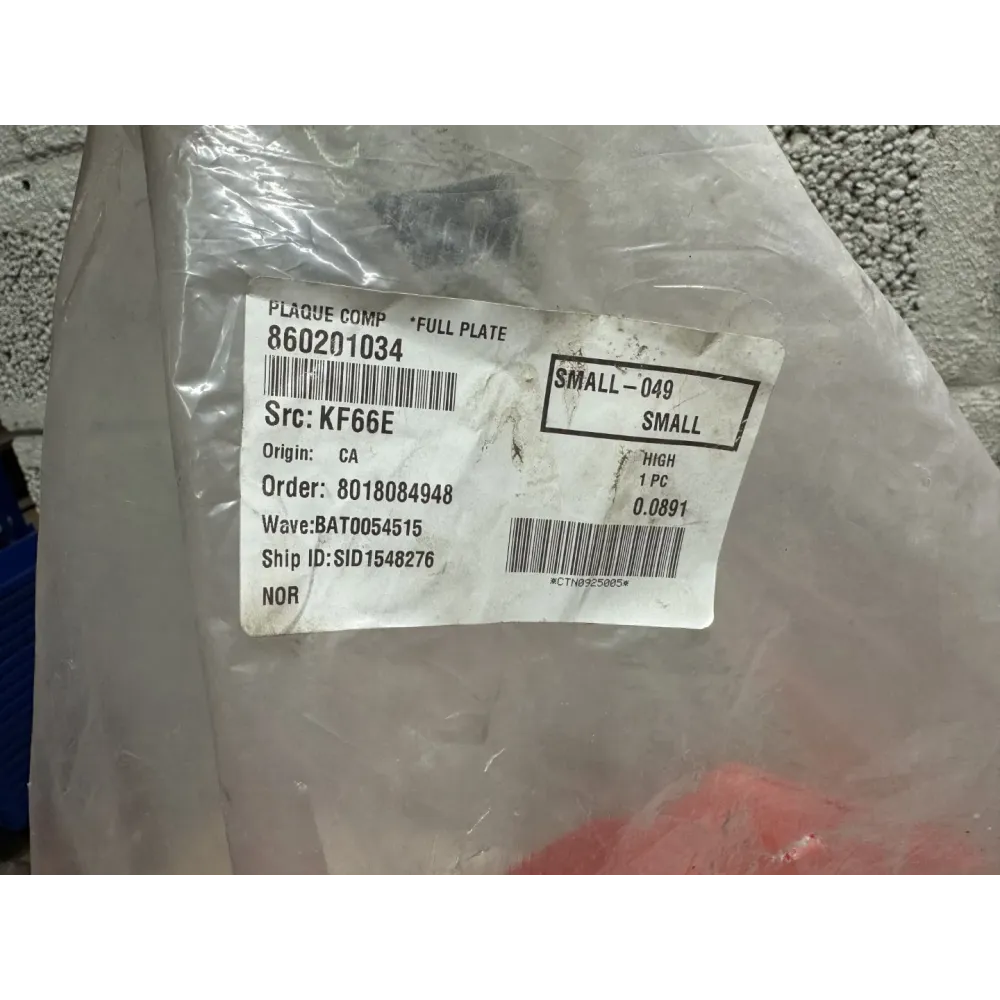 PLAQUE COMP *FULL PLATE
860201034
Src: KF66E
Origin: CA
Order: 8018084948
Wave:BAT0054515
Ship ID:SID1548276
NOR
SMALL-049
SMALL
HIGH
1 PC
0.0891
*CTN0925005*